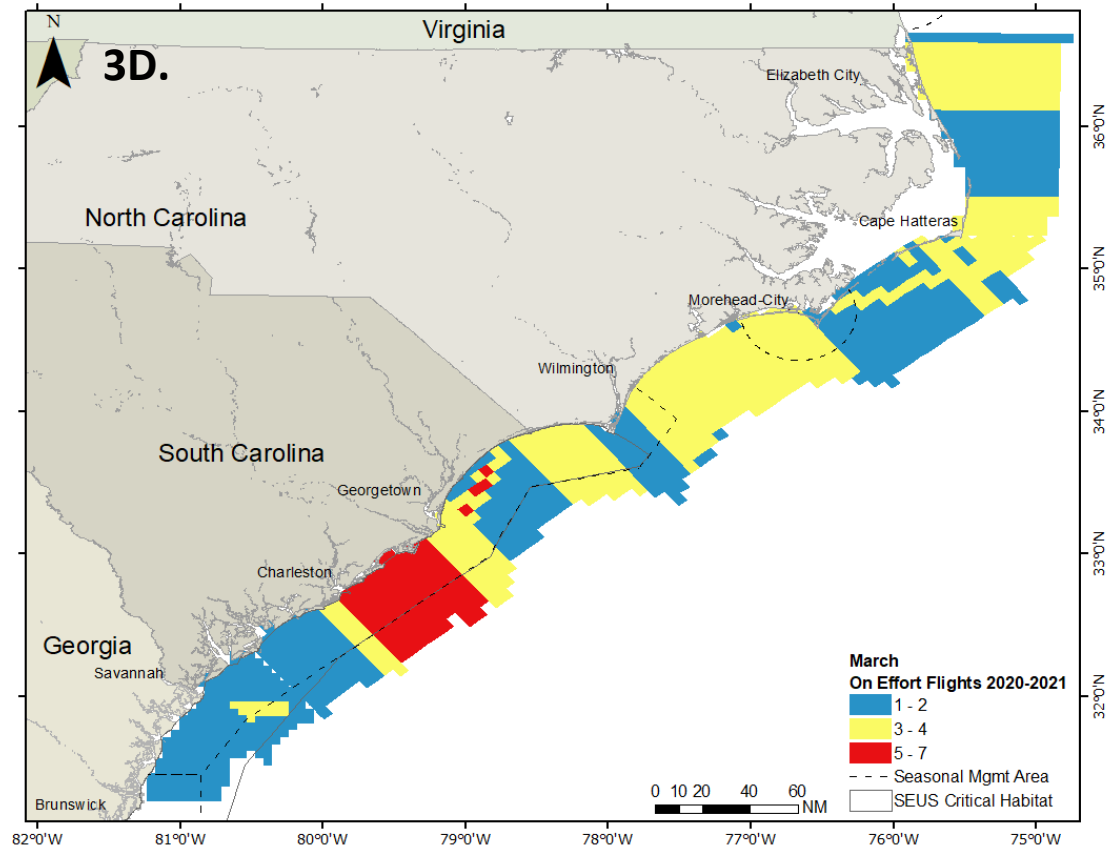 N
3D.
Virginia
Elizabeth City
36°0'N
North Carolina
Cape Hatteras
35°0'N
Morehead-City
Wilmington
34°0'N
South Carolina
Georgetown
33°0'N
Charleston
Georgia
Savannah
32°0'N
Brunswick
March
On Effort Flights 2020-2021
1 - 2
3 - 4
5 - 7
Seasonal Mgmt Area
SEUS Critical Habitat
0 10 20 40 60
NM
82°0'W 81°0'W 80°0'W 79°0'W 78°0'W 77°0'W 76°0'W 75°0'W